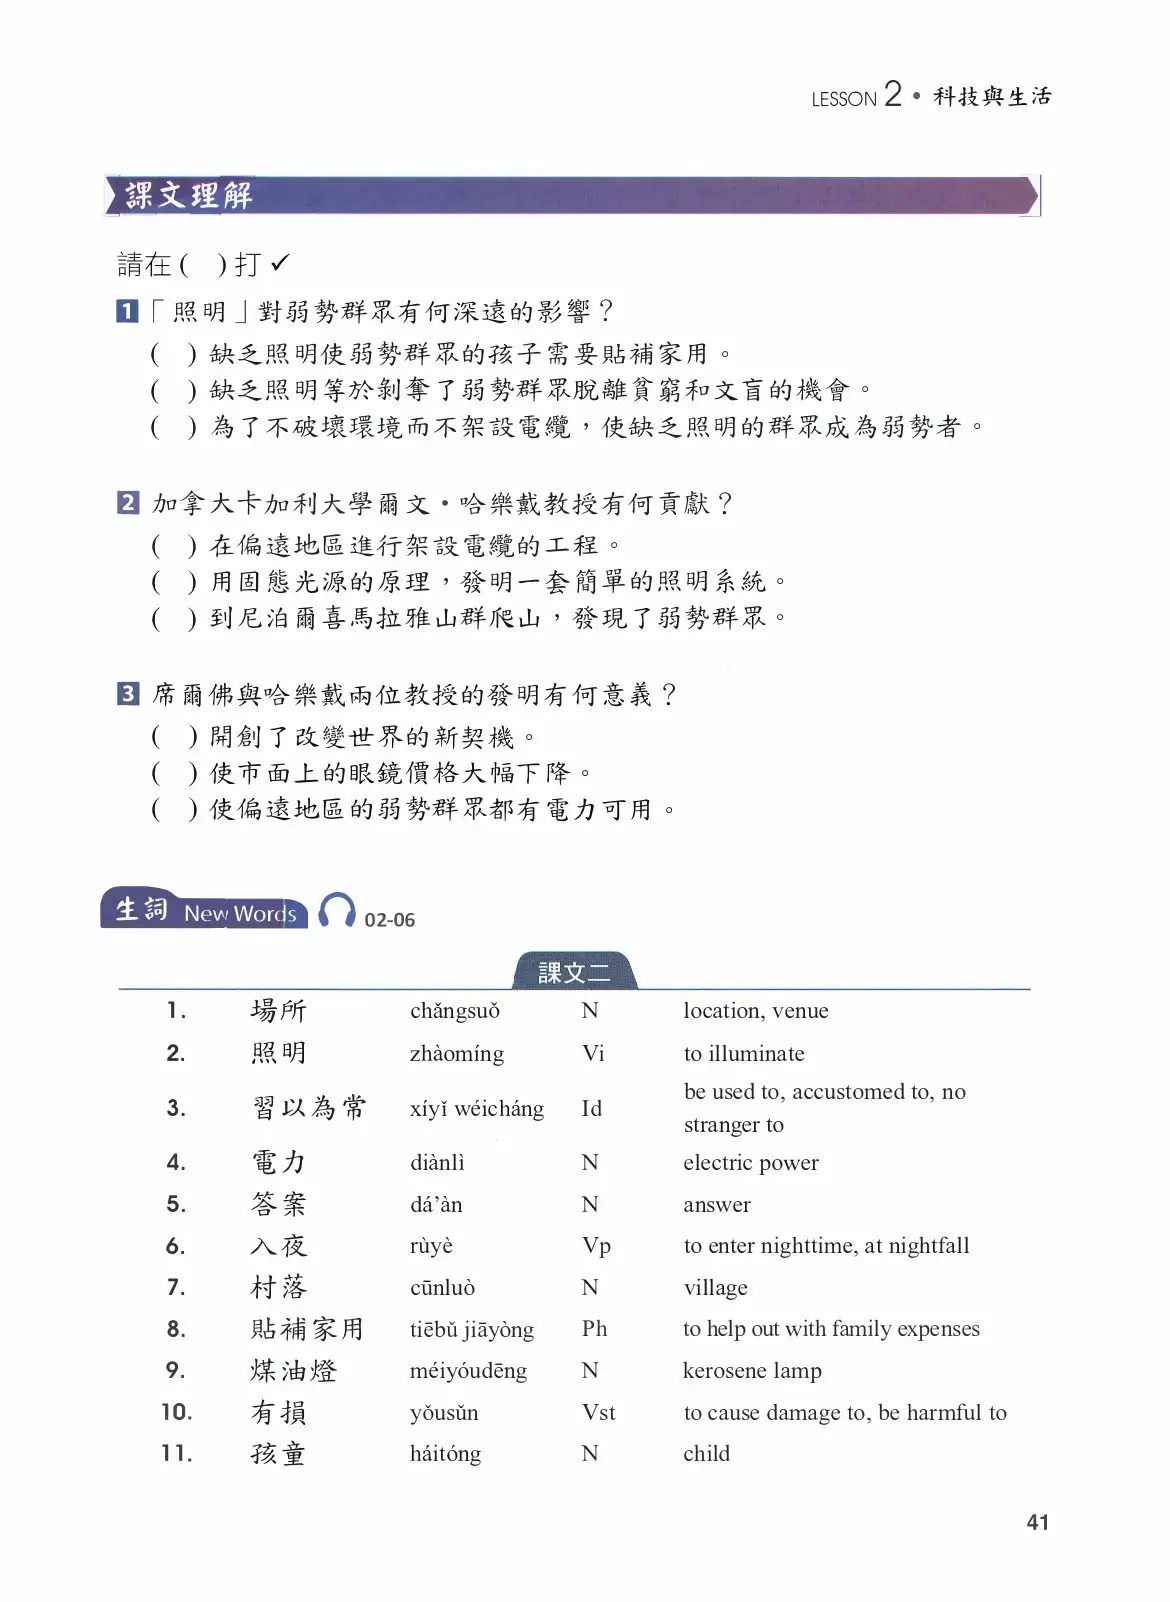 LESSON 2 • 科技與生活
課文理解
請在 ( ) 打 ✓
1 「照明」對弱勢群眾有何深遠的影響？
( ) 缺乏照明使弱勢群眾的孩子需要貼補家用。
( ) 缺乏照明等於剝奪了弱勢群眾脫離貧窮和文盲的機會。
( ) 為了不破壞環境而不架設電纜，使缺乏照明的群眾成為弱勢者。
2 加拿大卡加利大學爾文・哈樂戴教授有何貢獻？
( ) 在偏遠地區進行架設電纜的工程。
( ) 用固態光源的原理，發明一套簡單的照明系統。
( ) 到尼泊爾喜馬拉雅山群爬山，發現了弱勢群眾。
3 席爾佛與哈樂戴兩位教授的發明有何意義？
( ) 開創了改變世界的新契機。
( ) 使市面上的眼鏡價格大幅下降。
( ) 使偏遠地區的弱勢群眾都有電力可用。
生詞 New Words 02-06
課文二
1. 場所 chǎngsuǒ N location, venue
2. 照明 zhàomíng Vi to illuminate
3. 習以為常 xíyǐ wéicháng Id be used to, accustomed to, no
stranger to
4. 電力 diànlì N electric power
5. 答案 dá’àn N answer
6. 入夜 rùyè Vp to enter nighttime, at nightfall
7. 村落 cūnluò N village
8. 貼補家用 tiēbǔ jiāyòng Ph to help out with family expenses
9. 煤油燈 méiyóudēng N kerosene lamp
10. 有損 yǒusǔn Vst to cause damage to, be harmful to
11. 孩童 háitóng N child
41